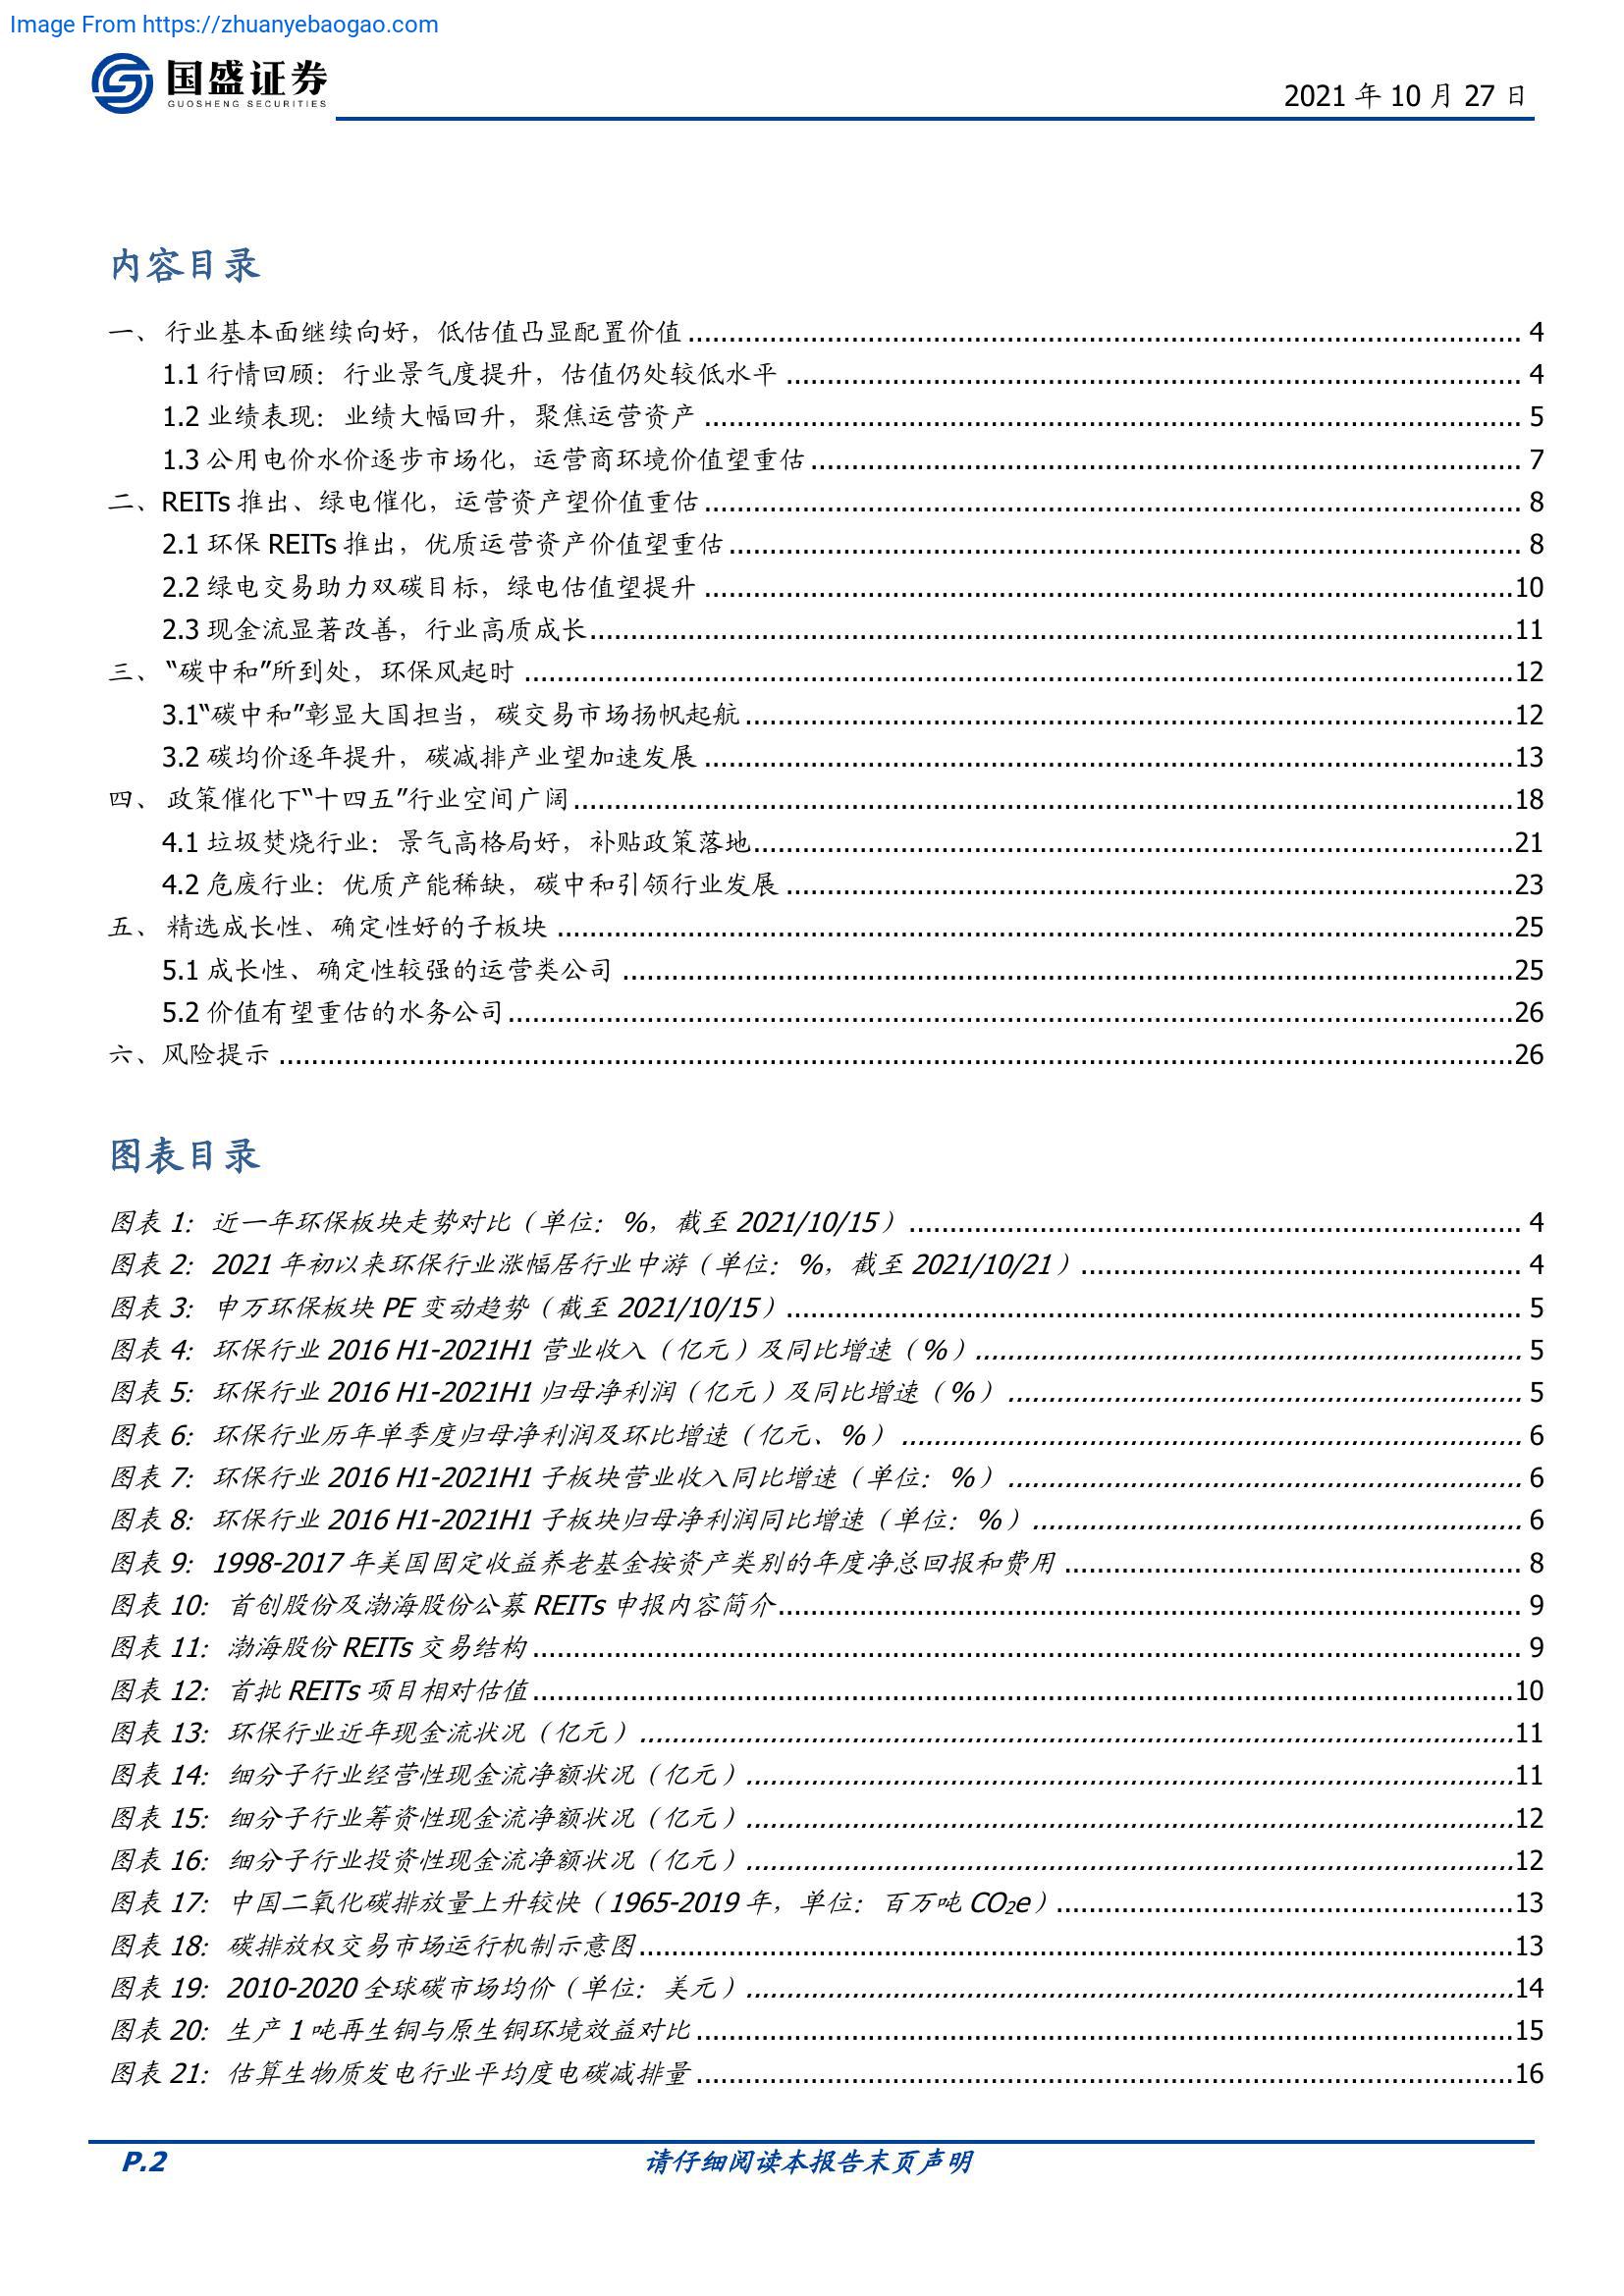 Image From https://zhuanyebaogao.com
国盛证券
GUOSHENG SECURITIES
2021 年 10 月 27 日
内容目录
一、 行业基本面继续向好，低估值凸显配置价值 ........................................ 4
1.1 行情回顾：行业景气度提升，估值仍处较低水平 ........................................ 4
1.2 业绩表现：业绩大幅回升，聚焦运营资产 ........................................ 5
1.3 公用电价水价逐步市场化，运营商环境价值望重估 ........................................ 7
二、REITs 推出、绿电催化，运营资产望价值重估 ........................................ 8
2.1 环保 REITs 推出，优质运营资产价值望重估 ........................................ 8
2.2 绿电交易助力双碳目标，绿电估值望提升 ........................................10
2.3 现金流显著改善，行业高质成长........................................11
三、 “碳中和”所到处，环保风起时 ........................................12
3.1“碳中和”彰显大国担当，碳交易市场扬帆起航 ........................................12
3.2 碳均价逐年提升，碳减排产业望加速发展 ........................................13
四、 政策催化下“十四五”行业空间广阔........................................18
4.1 垃圾焚烧行业：景气高格局好，补贴政策落地........................................21
4.2 危废行业：优质产能稀缺，碳中和引领行业发展 ........................................23
五、 精选成长性、确定性好的子板块 ........................................25
5.1 成长性、确定性较强的运营类公司 ........................................25
5.2 价值有望重估的水务公司........................................26
六、风险提示 ........................................26
图表目录
图表 1：近一年环保板块走势对比（单位：%，截至 2021/10/15） ........................................ 4
图表 2：2021 年初以来环保行业涨幅居行业中游（单位：%，截至 2021/10/21）........................................ 4
图表 3：申万环保板块 PE 变动趋势（截至 2021/10/15）........................................ 5
图表 4：环保行业 2016 H1-2021H1 营业收入（亿元）及同比增速（%）........................................ 5
图表 5：环保行业 2016 H1-2021H1 归母净利润（亿元）及同比增速（%） ........................................ 5
图表 6：环保行业历年单季度归母净利润及环比增速（亿元、%） ........................................ 6
图表 7：环保行业 2016 H1-2021H1 子板块营业收入同比增速（单位：%） ........................................ 6
图表 8：环保行业 2016 H1-2021H1 子板块归母净利润同比增速（单位：%）........................................ 6
图表 9：1998-2017 年美国固定收益养老基金按资产类别的年度净总回报和费用 ........................................ 8
图表 10：首创股份及渤海股份公募 REITs 申报内容简介........................................ 9
图表 11：渤海股份 REITs 交易结构 ........................................ 9
图表 12：首批 REITs 项目相对估值........................................10
图表 13：环保行业近年现金流状况（亿元） ........................................11
图表 14：细分子行业经营性现金流净额状况（亿元）........................................11
图表 15：细分子行业筹资性现金流净额状况（亿元）........................................12
图表 16：细分子行业投资性现金流净额状况（亿元）........................................12
图表 17：中国二氧化碳排放量上升较快（1965-2019 年，单位：百万吨 CO₂e）........................................13
图表 18：碳排放权交易市场运行机制示意图........................................13
图表 19：2010-2020 全球碳市场均价（单位：美元）........................................14
图表 20：生产 1 吨再生铜与原生铜环境效益对比........................................15
图表 21：估算生物质发电行业平均度电碳减排量 ........................................16
P.2
请仔细阅读本报告末页声明